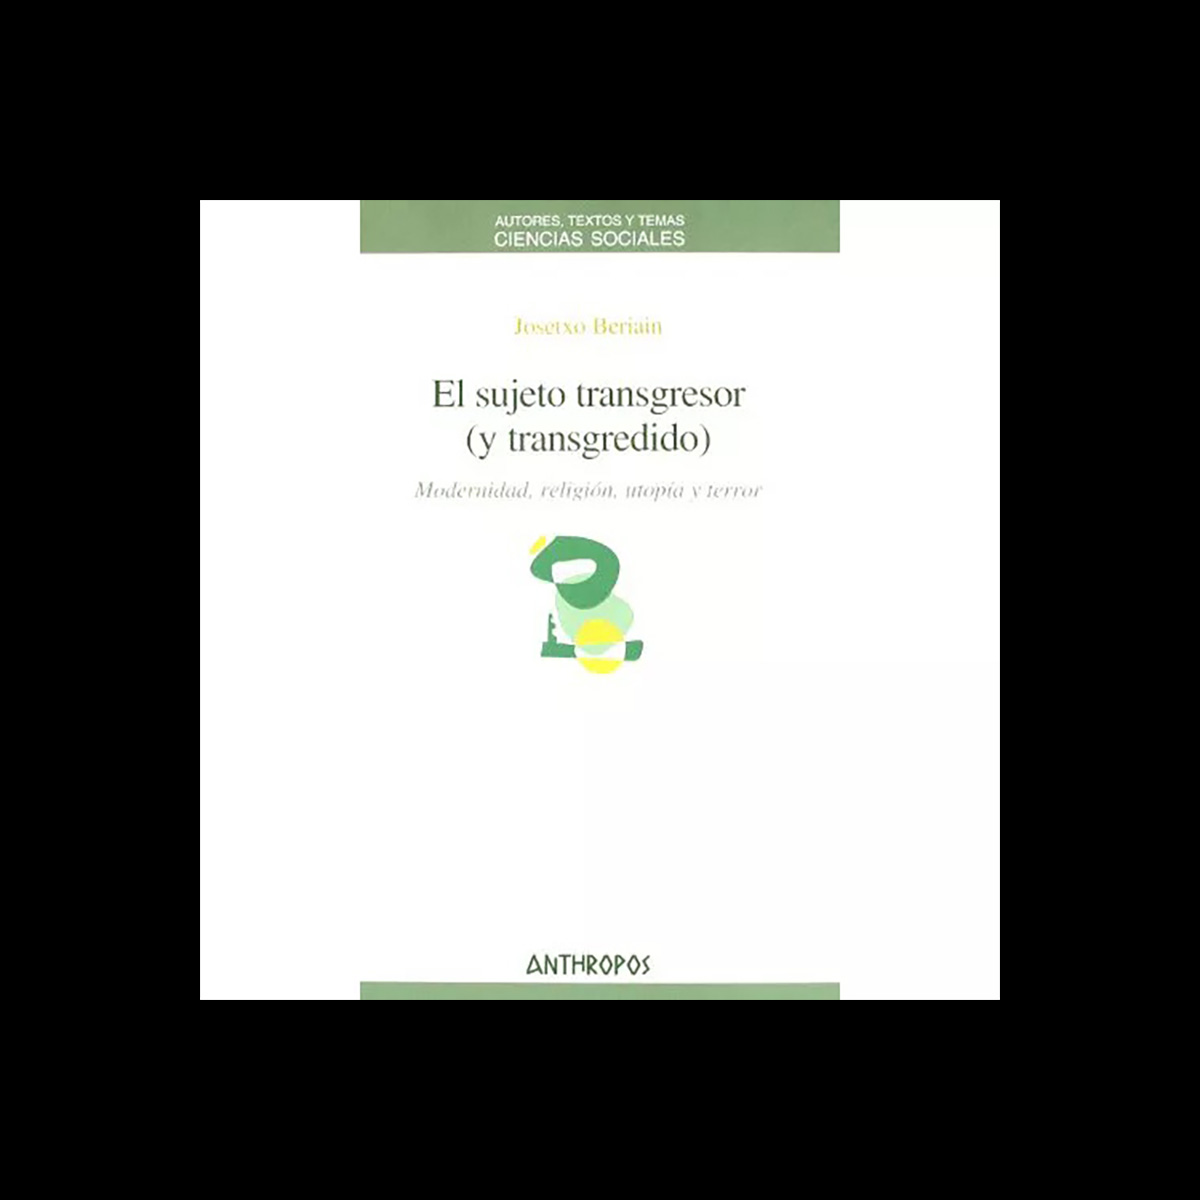 AUTORES, TEXTOS Y TEMAS
CIENCIAS SOCIALES
Josetxo Beriain
El sujeto transgresor
(y transgredido)
Modernidad, religión, utopía y terror
ANTHROPOS